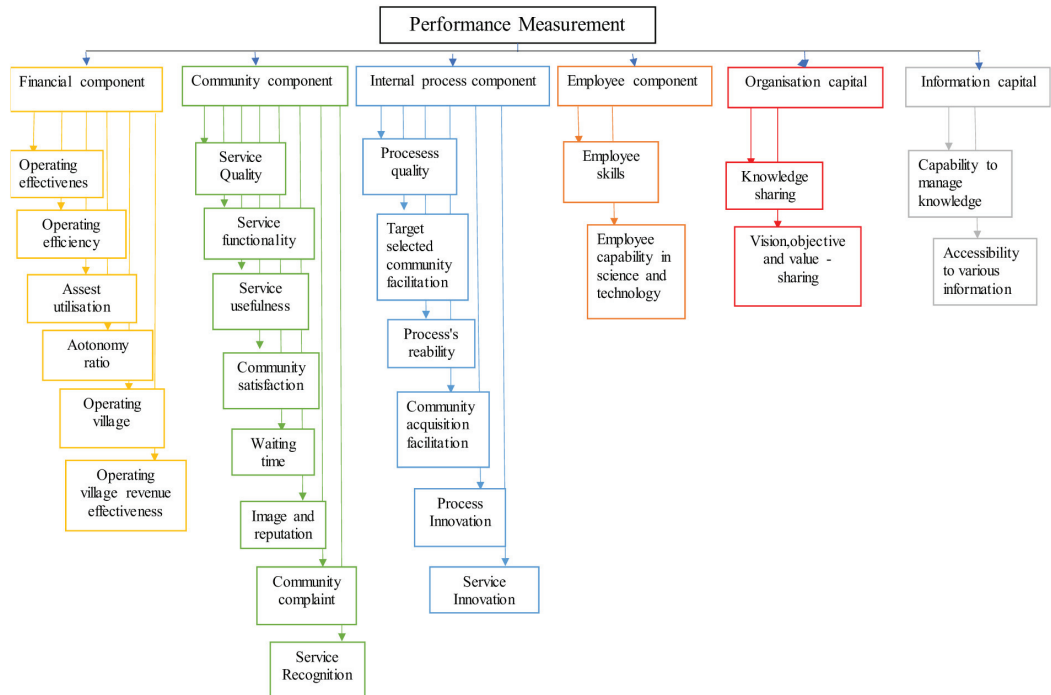 Performance Measurement
Financial component
Community component
Internal process component
Employee component
Organisation capital
Information capital
Operating
effectivenes
Operating
efficiency
Assest
utilisation
Aotonomy
ratio
Operating
village
Operating
village revenue
effectiveness
Service
Quality
Service
functionality
Service
usefulness
Community
satisfaction
Waiting
time
Image and
reputation
Community
complaint
Service
Recognition
Procesess
quality
Target
selected
community
facilitation
Process's
reability
Community
acquisition
facilitation
Process
Innovation
Service
Innovation
Employee
skills
Employee
capability in
science and
technology
Knowledge
sharing
Vision,objective
and value -
sharing
Capability to
manage
knowledge
Accessibility
to various
information